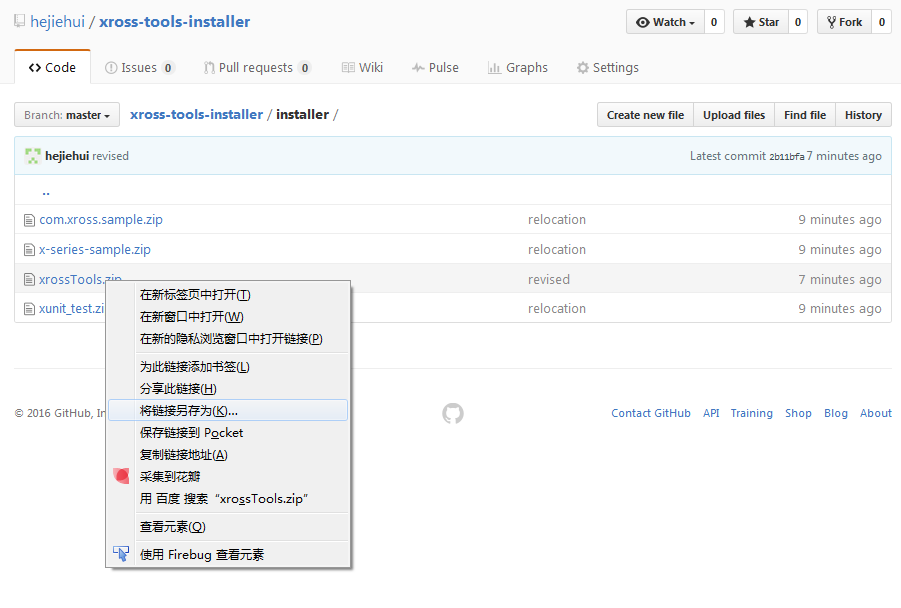 hejiehui / xross-tools-installer
Watch 0 Star 0 Fork 0
Code Issues 0 Pull requests 0 Wiki Pulse Graphs Settings
Branch: master xross-tools-installer / installer / Create new file Upload files Find file History
hejiehui revised Latest commit 2b11bfa 7 minutes ago
..
com.xross.sample.zip relocation 9 minutes ago
x-series-sample.zip relocation 9 minutes ago
xrossTools.zip revised 7 minutes ago
xunit_test.zi relocation 9 minutes ago
在新标签页中打开(T)
在新窗口中打开(W)
在新的隐私浏览窗口中打开链接(P)
为此链接添加书签(L)
分享此链接(H)
将链接另存为(K)...
保存链接到 Pocket
复制链接地址(A)
采集到花瓣
用 百度 搜索 “xrossTools.zip”
查看元素(Q)
使用 Firebug 查看元素
© 2016 GitHub, In Contact GitHub API Training Shop Blog About